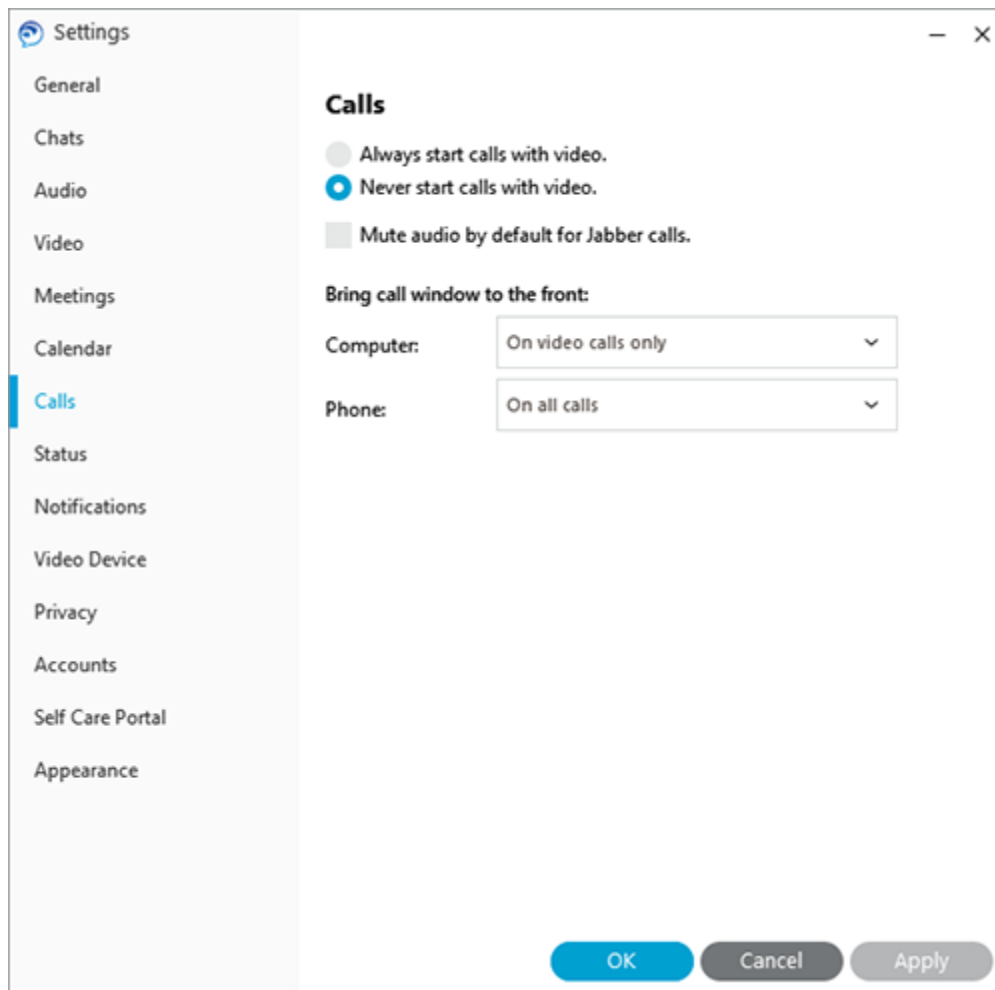 Settings
General
Chats
Audio
Video
Meetings
Calendar
Calls
Status
Notifications
Video Device
Privacy
Accounts
Self Care Portal
Appearance
Calls
Always start calls with video.
Never start calls with video.
Mute audio by default for Jabber calls.
Bring call window to the front:
Computer: On video calls only
Phone: On all calls
OK Cancel Apply